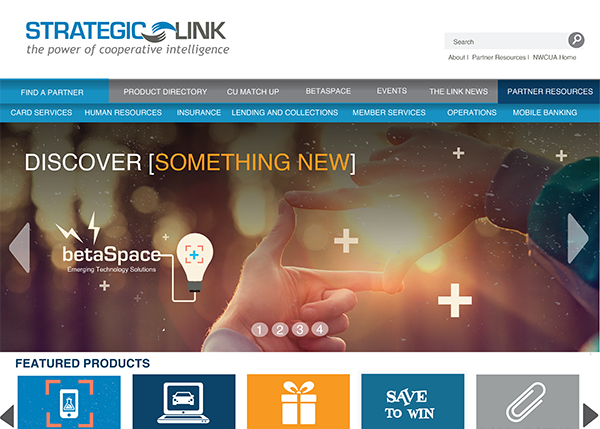 STRATEGIC LINK
the power of cooperative intelligence
Search
About | Partner Resources | NWCUA Home
FIND A PARTNER PRODUCT DIRECTORY CU MATCH UP BETASPACE EVENTS THE LINK NEWS PARTNER RESOURCES
CARD SERVICES HUMAN RESOURCES INSURANCE LENDING AND COLLECTIONS MEMBER SERVICES OPERATIONS MOBILE BANKING
DISCOVER [SOMETHING NEW]
betaSpace
Emerging Technology Solutions
1 2 3 4
FEATURED PRODUCTS
SAVE
TO WIN